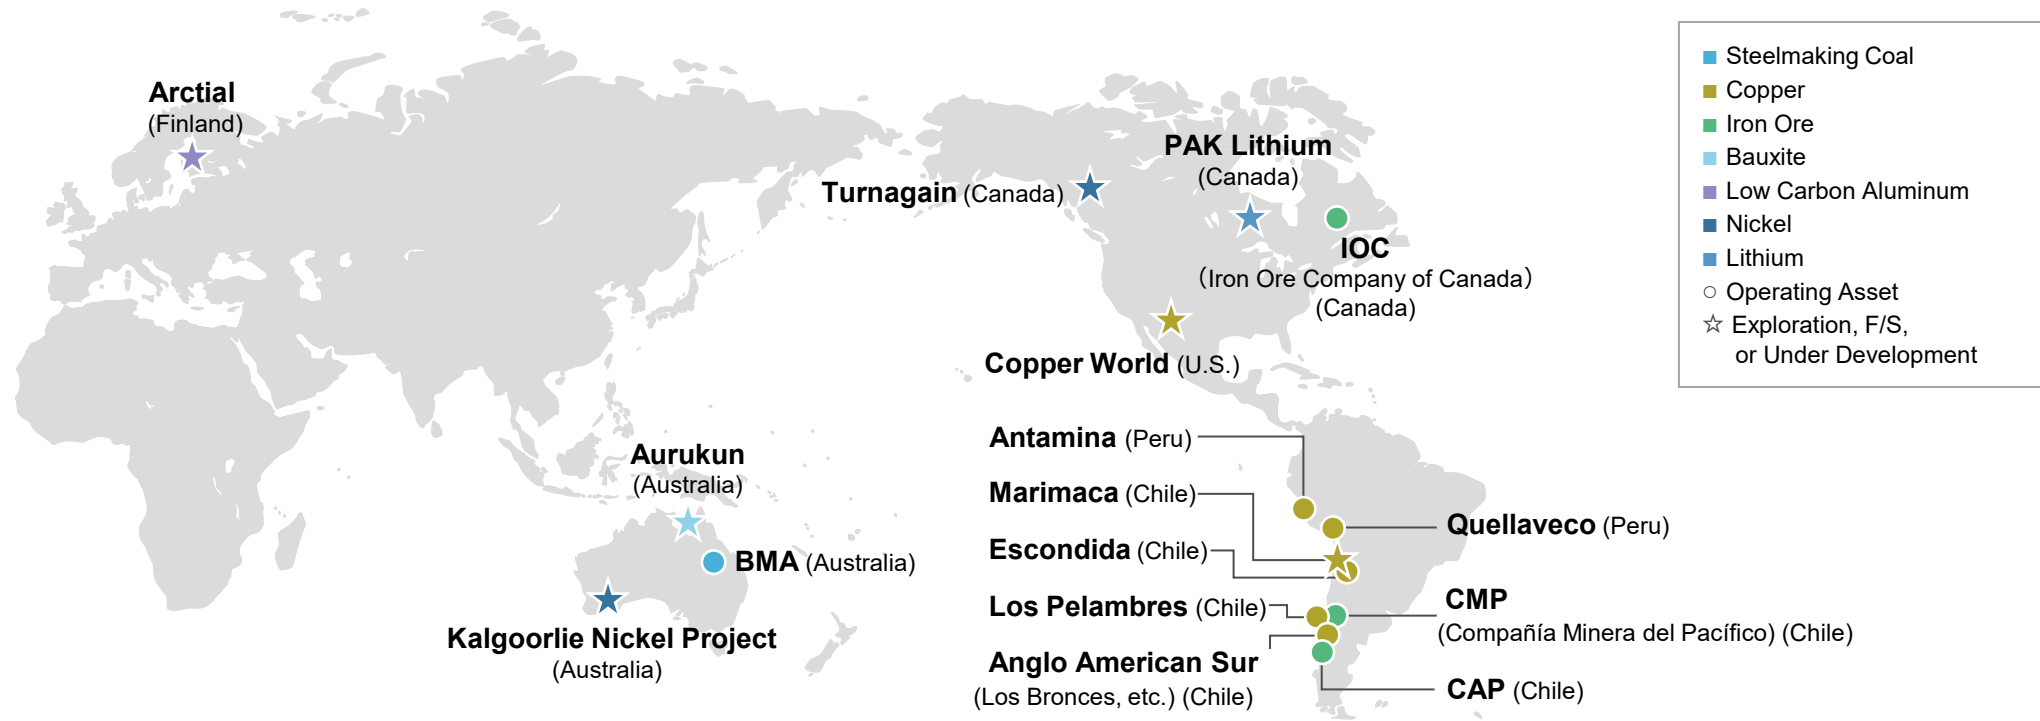 Arctial
(Finland)
Turnagain (Canada)
PAK Lithium
(Canada)
IOC
(Iron Ore Company of Canada)
(Canada)
Copper World (U.S.)
Aurukun
(Australia)
BMA (Australia)
Kalgoorlie Nickel Project
(Australia)
Antamina (Peru)
Marimaca (Chile)
Escondida (Chile)
Los Pelambres (Chile)
Anglo American Sur
(Los Bronces, etc.) (Chile)
Quellaveco (Peru)
CMP
(Compañía Minera del Pacífico) (Chile)
CAP (Chile)
Steelmaking Coal
Copper
Iron Ore
Bauxite
Low Carbon Aluminum
Nickel
Lithium
Operating Asset
Exploration, F/S,
or Under Development